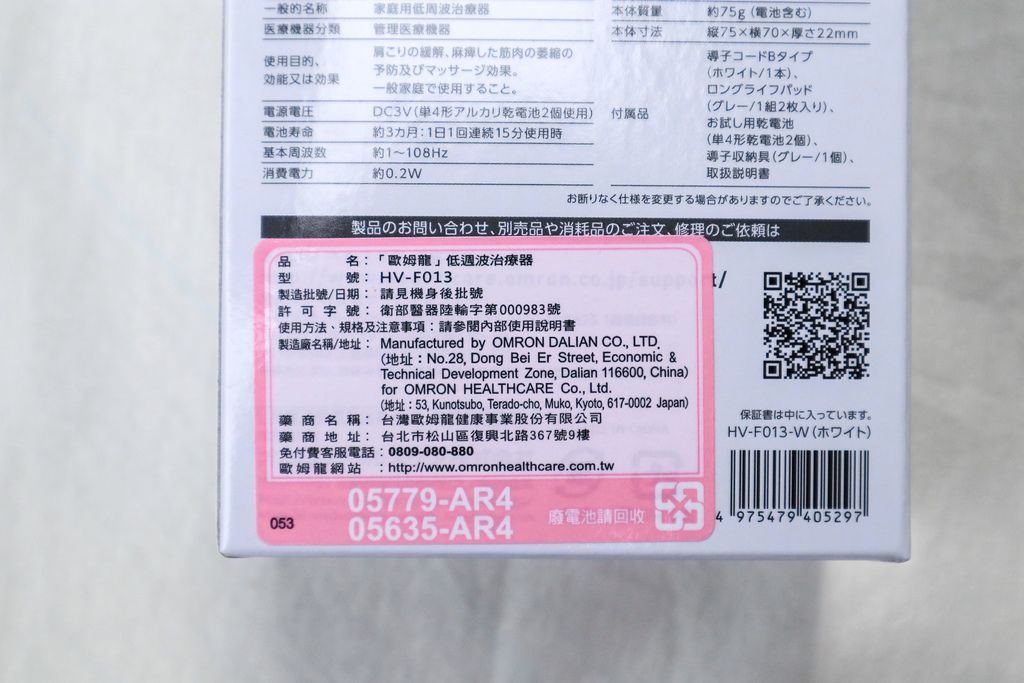 一般的名称 家庭用低周波治療器
医療機器分類 管理医療機器
使用目的、効能又は効果 肩こりの緩解、麻痺した筋肉の萎縮の
予防及びマッサージ効果。
一般家庭で使用すること。
電源電圧 DC3V(単4形アルカリ乾電池2個使用)
電池寿命 約3カ月:1日1回連続15分使用時
基本周波数 約1~108Hz
消費電力 約0.2W
本体質量 約75g(電池含む)
本体寸法 縦75×横70×厚さ22mm
付属品 導子コードBタイプ
(ホワイト/1本)、
ロングライフパッド
(グレー/1組2枚入り)、
お試し用乾電池
(単4形乾電池2個)、
導子収納具(グレー/1個)、
取扱説明書
お断りなく仕様を変更する場合がありますのでご了承ください。
製品のお問い合わせ、別売品や消耗品のご注文、修理のご依頼は
品名:「歐姆龍」低週波治療器
型號:HV-F013
製造批號/日期:請見機身後批號
許可字號:衛部醫器陸輸字第000983號
使用方法、規格及注意事項:請參閱內部使用說明書
製造廠名稱/地址:Manufactured by OMRON DALIAN CO., LTD.
(地址:No.28, Dong Bei Er Street, Economic &
Technical Development Zone, Dalian 116600, China)
for OMRON HEALTHCARE Co., Ltd.
(地址:53, Kunotsubo, Terado-cho, Muko, Kyoto, 617-0002 Japan)
藥商名稱:台灣歐姆龍健康事業股份有限公司
藥商地址:台北市松山區復興北路367號9樓
免付費客服電話:0809-080-880
歐姆龍網站:http://www.omronhealthcare.com.tw
053
05779-AR4
05635-AR4
廢電池請回收
保証書は中に入っています。
HV-F013-W(ホワイト)
4 975479 405297